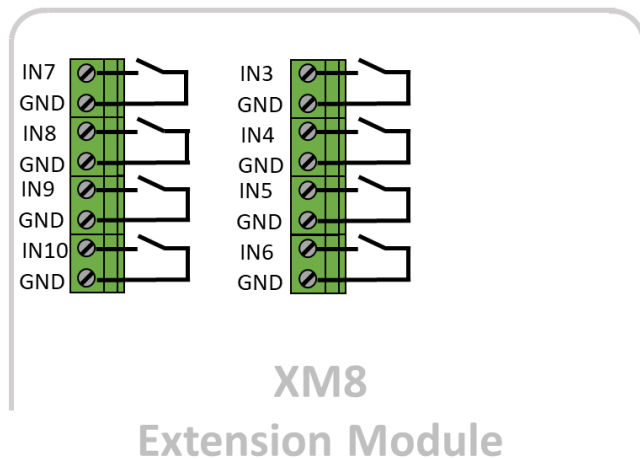 IN7
GND
IN8
GND
IN9
GND
IN10
GND
IN3
GND
IN4
GND
IN5
GND
IN6
GND
XM8
Extension Module